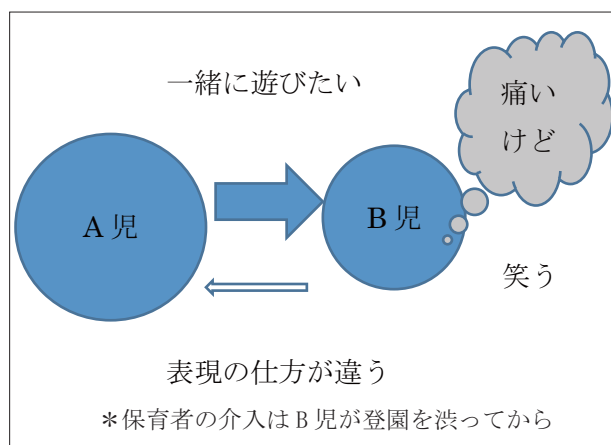 一緒に遊びたい
痛い
けど
A 児
B 児
笑う
表現の仕方が違う
＊保育者の介入は B 児が登園を渋ってから